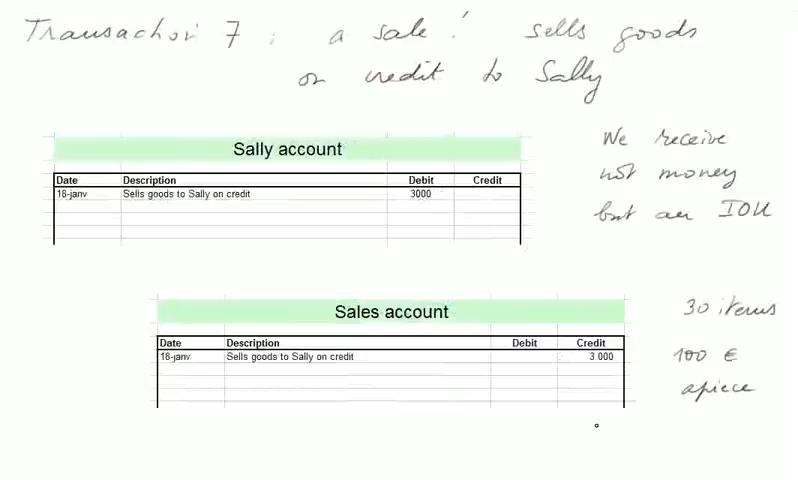 Transaction 7 : a sale! sells goods
on credit to Sally
We receive
not money
but an IOU
Sally account
Date Description Debit Credit
18-janv Sells goods to Sally on credit 3000
30 items
100 €
apiece
Sales account
Date Description Debit Credit
18-janv Sells goods to Sally on credit 3 000